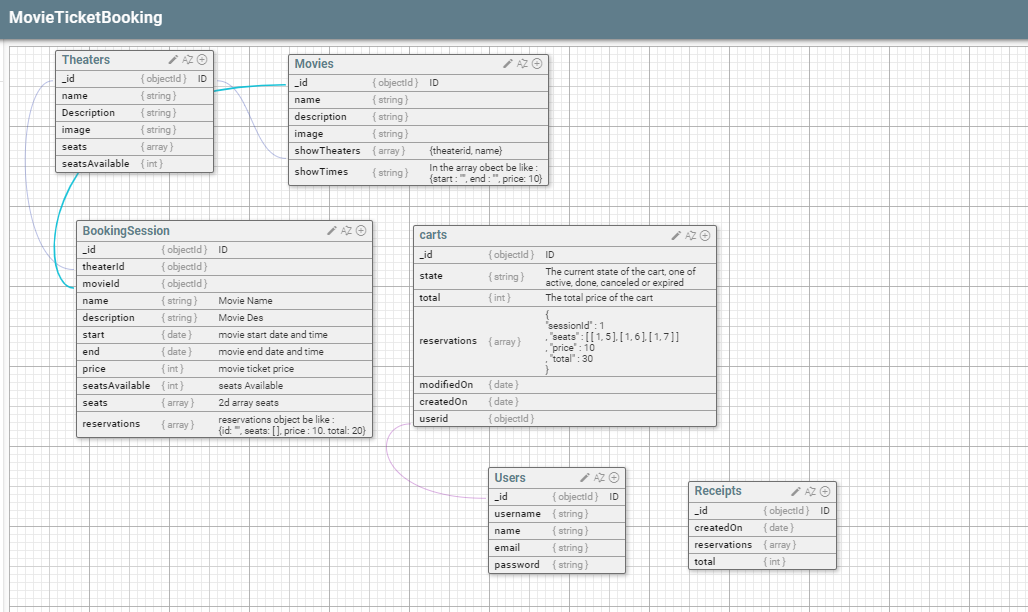 MovieTicketBooking
Theaters
_id { objectId } ID
name { string }
Description { string }
image { string }
seats { array }
seatsAvailable { int }
Movies
_id { objectId } ID
name { string }
description { string }
image { string }
showTheaters { array } {theaterid, name}
showTimes { string } In the array obect be like :
{start : "", end : "", price: 10}
BookingSession
_id { objectId } ID
theaterId { objectId }
movieId { objectId }
name { string } Movie Name
description { string } Movie Des
start { date } movie start date and time
end { date } movie end date and time
price { int } movie ticket price
seatsAvailable { int } seats Available
seats { array } 2d array seats
reservations { array } reservations object be like :
{id: "", seats: [ ], price : 10. total: 20}
carts
_id { objectId } ID
state { string } The current state of the cart, one of
active, done, canceled or expired
total { int } The total price of the cart
reservations { array } {
"sessionId" : 1
, "seats" : [ [ 1, 5 ], [ 1, 6 ], [ 1, 7 ] ]
, "price" : 10
, "total" : 30
}
modifiedOn { date }
createdOn { date }
userid { objectId }
Users
_id { objectId } ID
username { string }
name { string }
email { string }
password { string }
Receipts
_id { objectId } ID
createdOn { date }
reservations { array }
total { int }